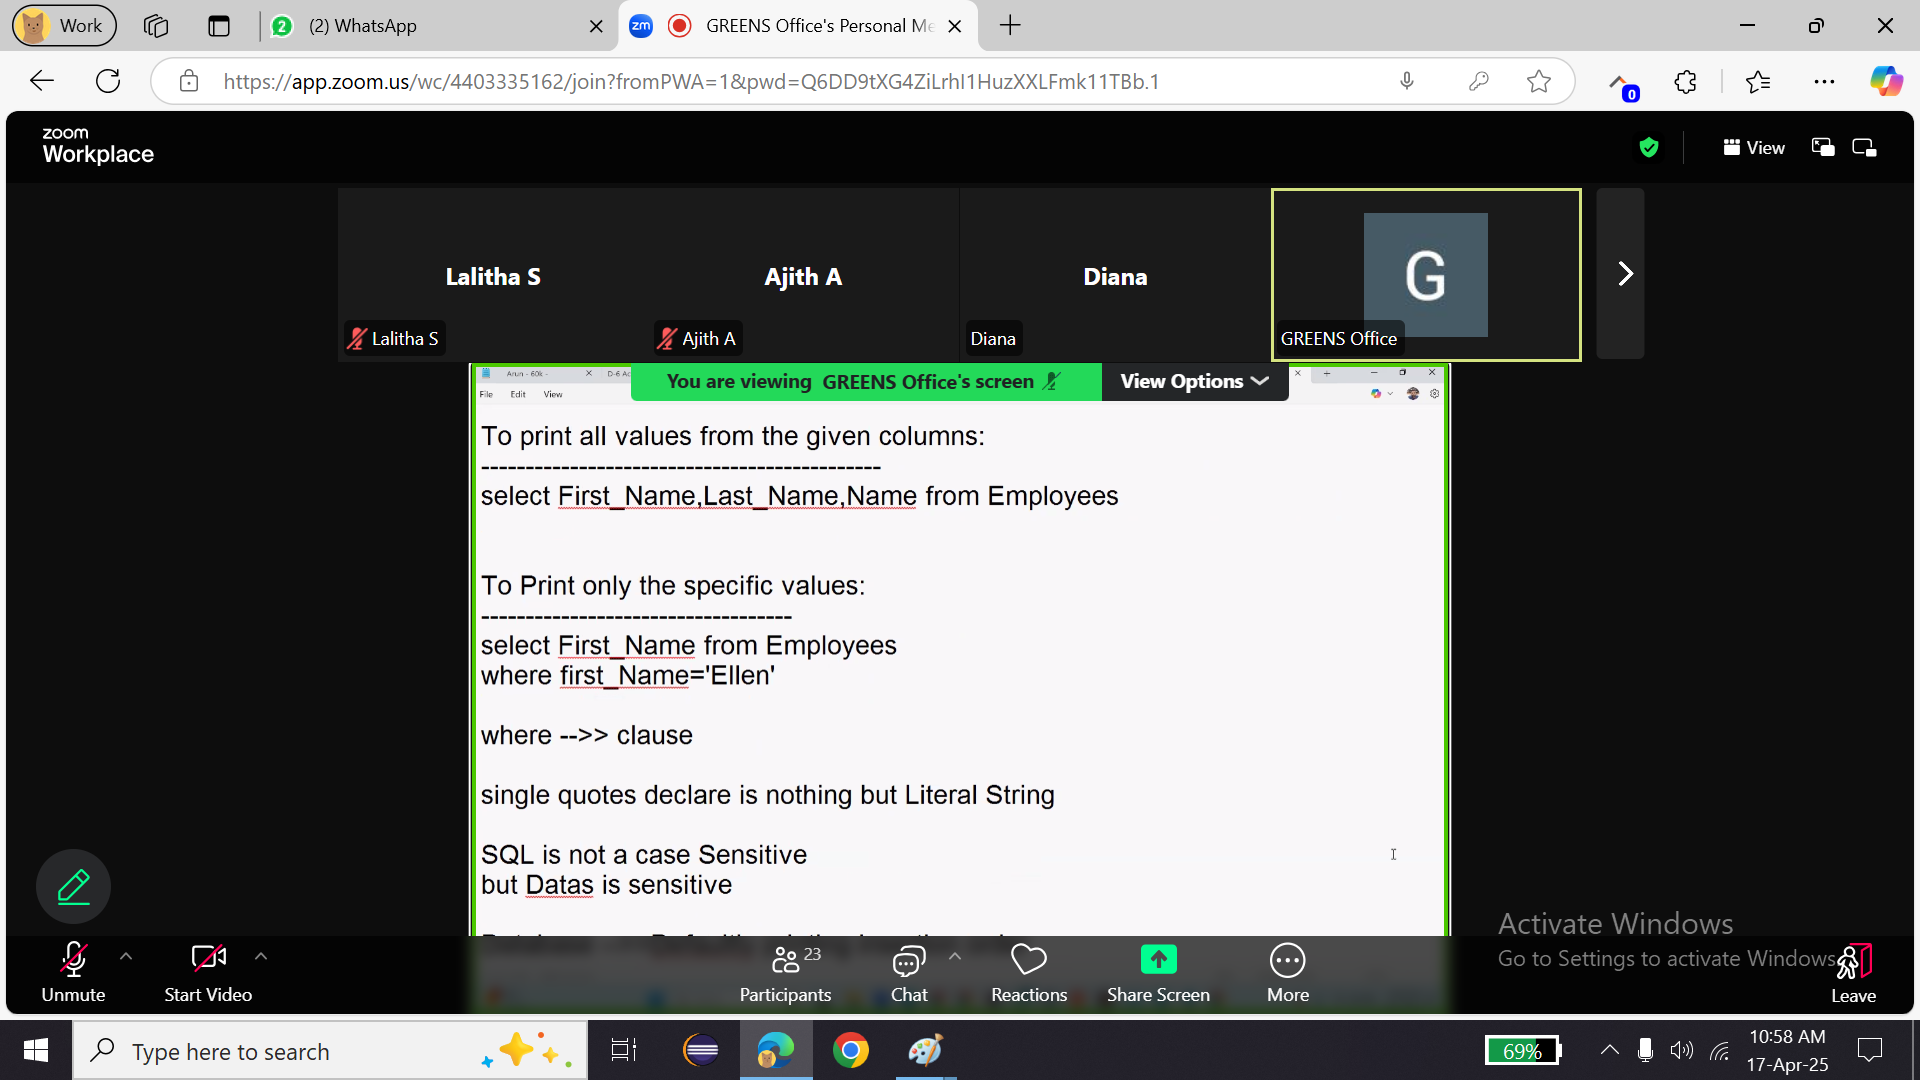 Work
(2) WhatsApp
zm
GREENS Office's Personal Me
https://app.zoom.us/wc/4403335162/join?fromPWA=1&pwd=Q6DD9tXG4ZiLrhI1HuzXXLFmk11TBb.1
0
zoom
Workplace
View
Lalitha S
Ajith A
Diana
G
Lalitha S
Ajith A
Diana
GREENS Office
Arun - 60k -
You are viewing GREENS Office's screen
View Options
File Edit View
To print all values from the given columns:
---------------------------------------------
select First_Name,Last_Name,Name from Employees
To Print only the specific values:
-----------------------------------
select First_Name from Employees
where first_Name='Ellen'
where -->> clause
single quotes declare is nothing but Literal String
SQL is not a case Sensitive
but Datas is sensitive
Activate Windows
Go to Settings to activate Windows
Unmute
Start Video
23
Participants
Chat
Reactions
Share Screen
More
Leave
Type here to search
69%
10:58 AM
17-Apr-25